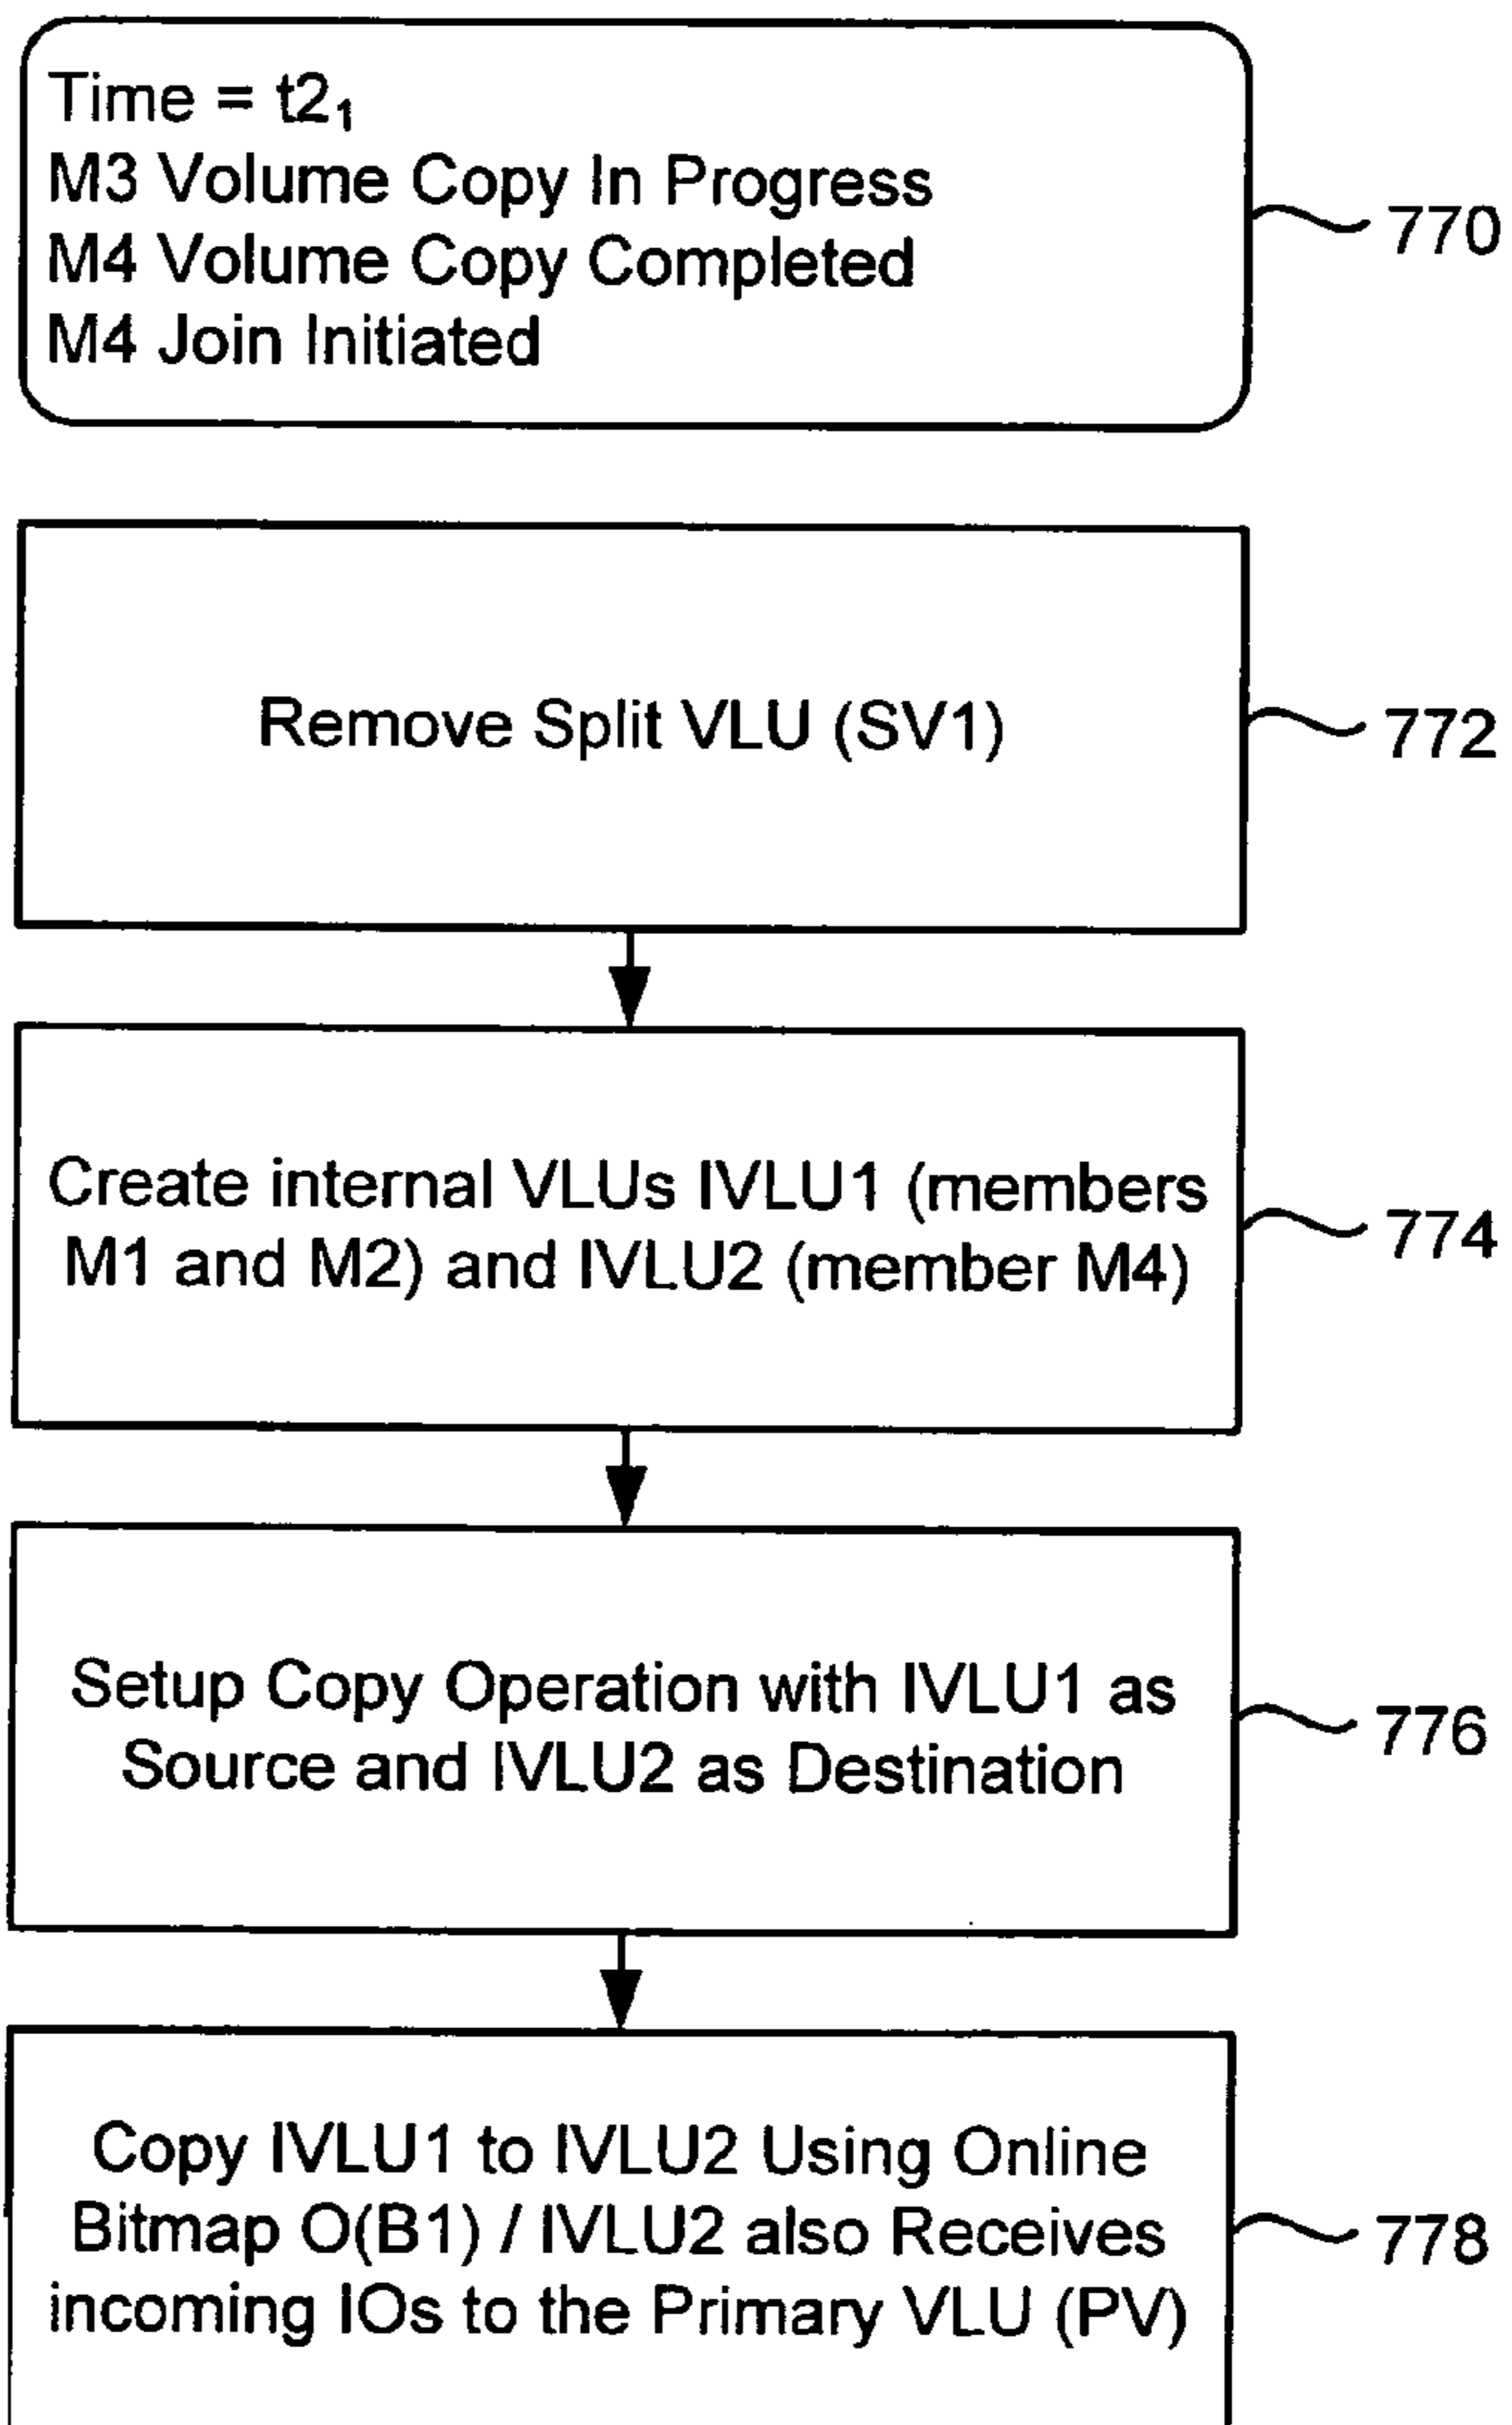 Time = t2₁
M3 Volume Copy In Progress
M4 Volume Copy Completed
M4 Join Initiated
770
Remove Split VLU (SV1)
772
Create internal VLUs IVLU1 (members
M1 and M2) and IVLU2 (member M4)
774
Setup Copy Operation with IVLU1 as
Source and IVLU2 as Destination
776
Copy IVLU1 to IVLU2 Using Online
Bitmap O(B1) / IVLU2 also Receives
incoming IOs to the Primary VLU (PV)
778